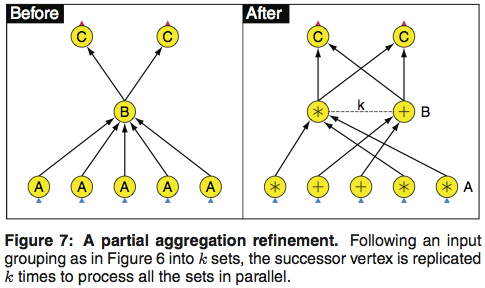 Before
After
C C C C
k
B * + B
A A A A A * + + * * A
Figure 7: A partial aggregation refinement. Following an input
grouping as in Figure 6 into k sets, the successor vertex is replicated
k times to process all the sets in parallel.